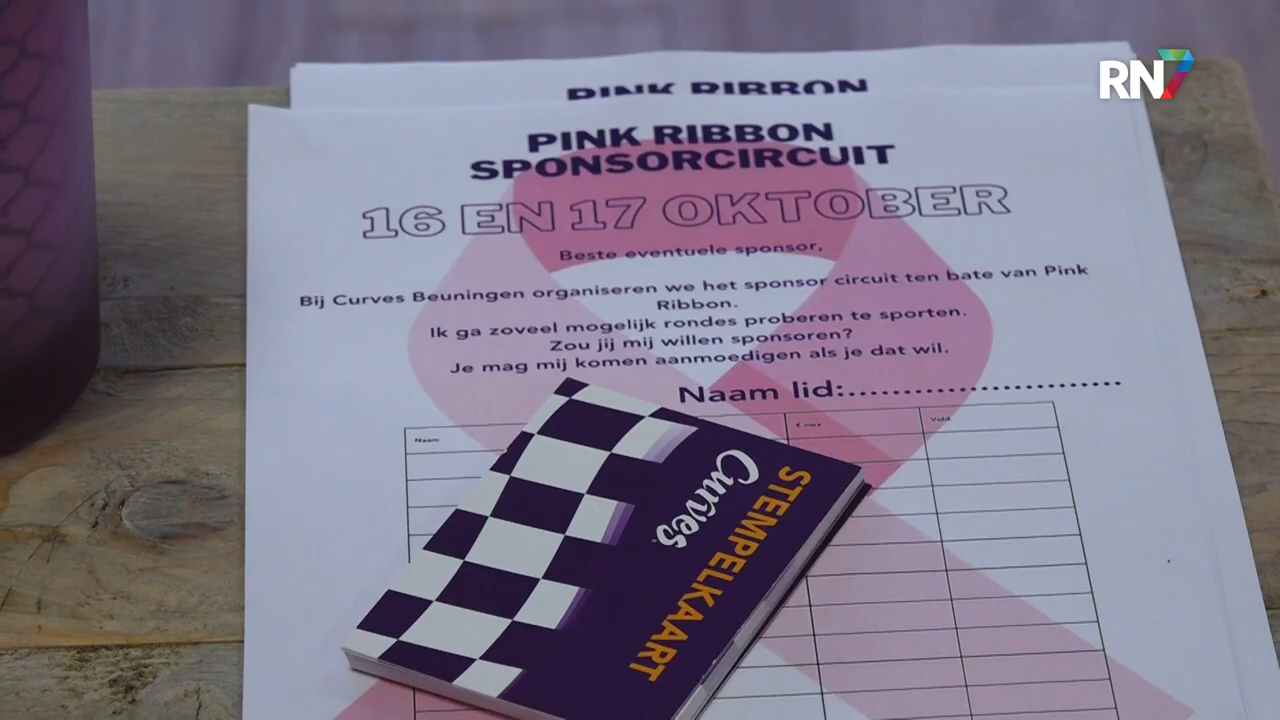 RN7
PINK RIBBON
PINK RIBBON
SPONSORCIRCUIT
16 EN 17 OKTOBER
Beste eventuele sponsor,
Bij Curves Beuningen organiseren we het sponsor circuit ten bate van Pink
Ribbon.
Ik ga zoveel mogelijk rondes proberen te sporten.
Zou jij mij willen sponsoren?
Je mag mij komen aanmoedigen als je dat wil.
Naam lid:..............................
Naam
€ max
Vold.
Curves
STEMPELKAART